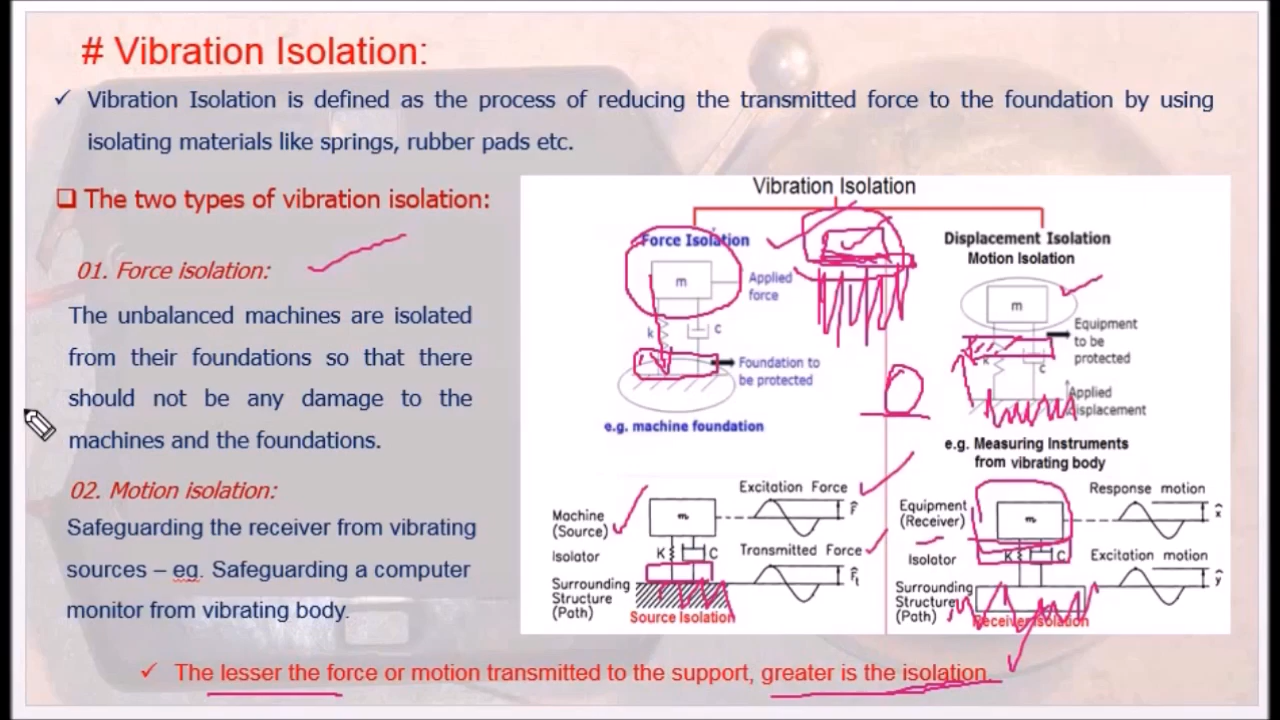 # Vibration Isolation:
✓ Vibration Isolation is defined as the process of reducing the transmitted force to the foundation by using
isolating materials like springs, rubber pads etc.
❑ The two types of vibration isolation:
01. Force isolation:
The unbalanced machines are isolated
from their foundations so that there
should not be any damage to the
machines and the foundations.
02. Motion isolation:
Safeguarding the receiver from vibrating
sources – eg. Safeguarding a computer
monitor from vibrating body.
Vibration Isolation
Force Isolation
m
Applied
force
k
c
Foundation to
be protected
e.g. machine foundation
Displacement Isolation
Motion Isolation
m
Equipment
to be
protected
k
c
Applied
displacement
e.g. Measuring Instruments
from vibrating body
Machine
(Source)
m
Excitation Force
F
Isolator
K
C
Transmitted Force
Surrounding
Structure
(Path)
Source Isolation
Equipment
(Receiver)
m
Response motion
x
Isolator
K
C
Excitation motion
y
Surrounding
Structure
(Path)
Receiver Isolation
✓ The lesser the force or motion transmitted to the support, greater is the isolation.